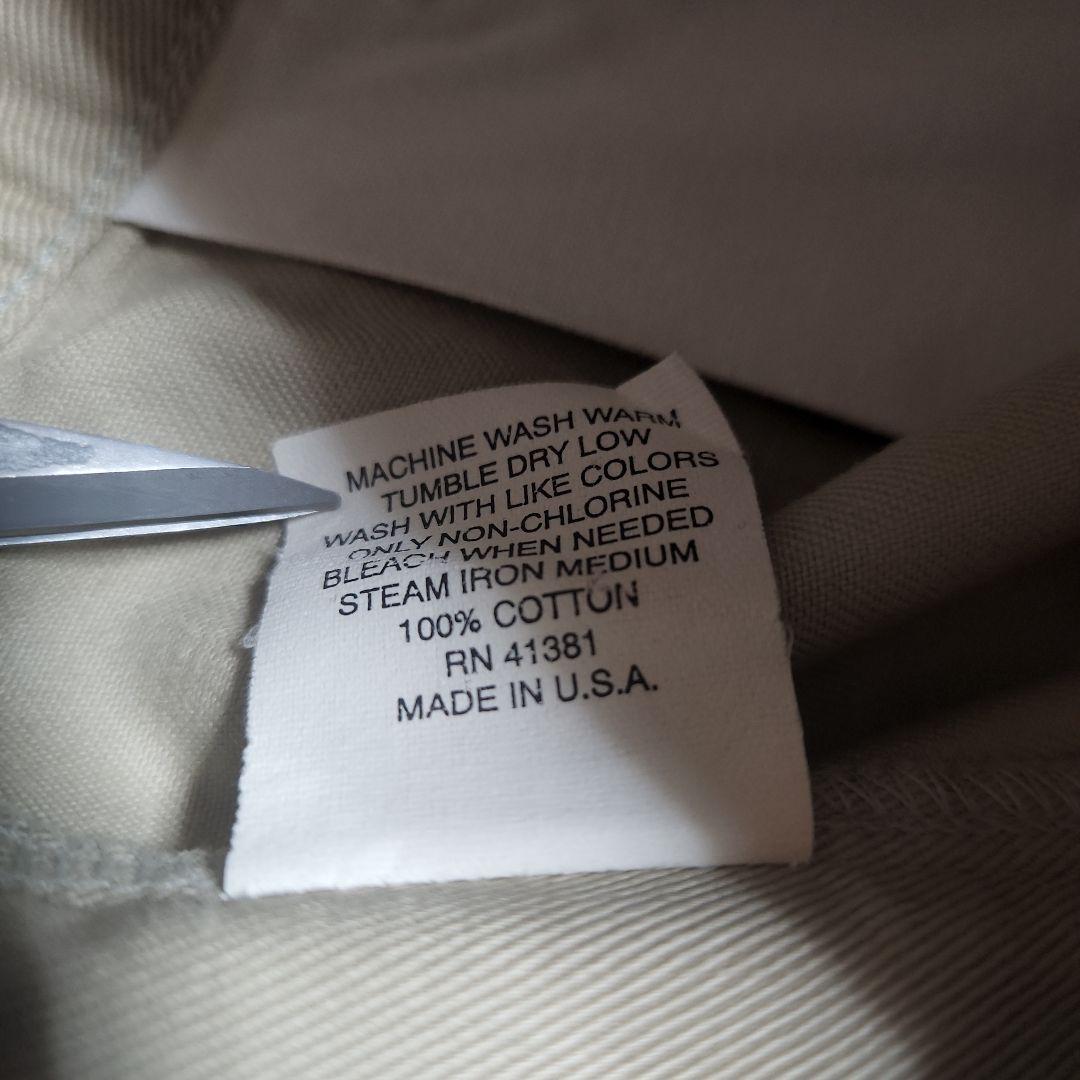 MACHINE WASH WARM
TUMBLE DRY LOW
WASH WITH LIKE COLORS
ONLY NON-CHLORINE
BLEACH WHEN NEEDED
STEAM IRON MEDIUM
100% COTTON
RN 41381
MADE IN U.S.A.